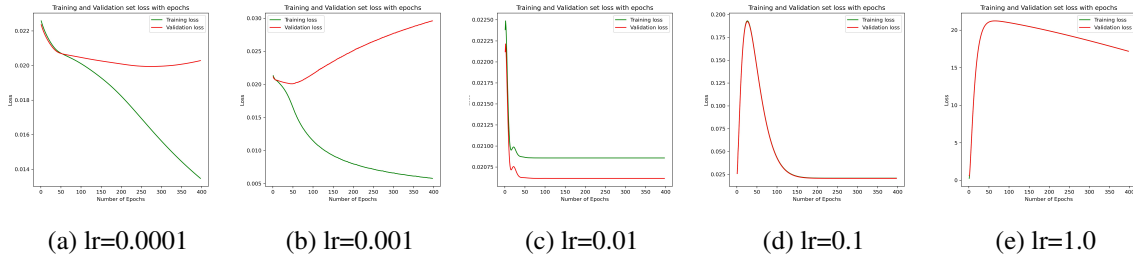 Training and Validation set loss with epochs
Training loss
Validation loss
0.022
0.020
0.018
0.016
0.014
Loss
0 50 100 150 200 250 300 350 400
Number of Epochs
(a) lr=0.0001
Training and Validation set loss with epochs
Training loss
Validation loss
0.030
0.025
0.020
0.015
0.010
0.005
Loss
0 50 100 150 200 250 300 350 400
Number of Epochs
(b) lr=0.001
Training and Validation set loss with epochs
Training loss
Validation loss
0.02250
0.02225
0.02200
0.02175
0.02150
0.02125
0.02100
0.02075
0 50 100 150 200 250 300 350 400
Number of Epochs
(c) lr=0.01
Training and Validation set loss with epochs
Training loss
Validation loss
0.200
0.175
0.150
0.125
0.100
0.075
0.050
0.025
Loss
0 50 100 150 200 250 300 350 400
Number of Epochs
(d) lr=0.1
Training and Validation set loss with epochs
Training loss
Validation loss
20
15
10
5
0
Loss
0 50 100 150 200 250 300 350 400
Number of Epochs
(e) lr=1.0